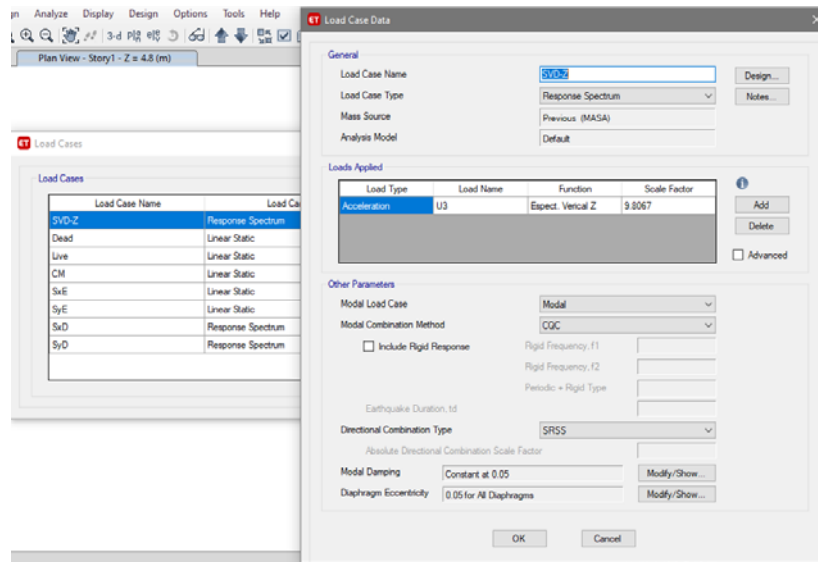 Analyze Display Design Options Tools Help
3-d
Plan View - Story1 - Z = 4.8 (m)
Load Cases
Load Cases
Load Case Name Load Ca
SVD-Z Response Spectrum
Dead Linear Static
Live Linear Static
CM Linear Static
SxE Linear Static
SyE Linear Static
SxD Response Spectrum
SyD Response Spectrum
Load Case Data
General
Load Case Name SVD-Z Design...
Load Case Type Response Spectrum Notes...
Mass Source Previous (MASA)
Analysis Model Default
Loads Applied
Load Type Load Name Function Scale Factor
Acceleration U3 Espect. Verical Z 9.8067
Add
Delete
Advanced
Other Parameters
Modal Load Case Modal
Modal Combination Method CQC
Include Rigid Response Rigid Frequency, f1
Rigid Frequency, f2
Periodic + Rigid Type
Earthquake Duration, td
Directional Combination Type SRSS
Absolute Directional Combination Scale Factor
Modal Damping Constant at 0.05 Modify/Show...
Diaphragm Eccentricity 0.05 for All Diaphragms Modify/Show...
OK Cancel